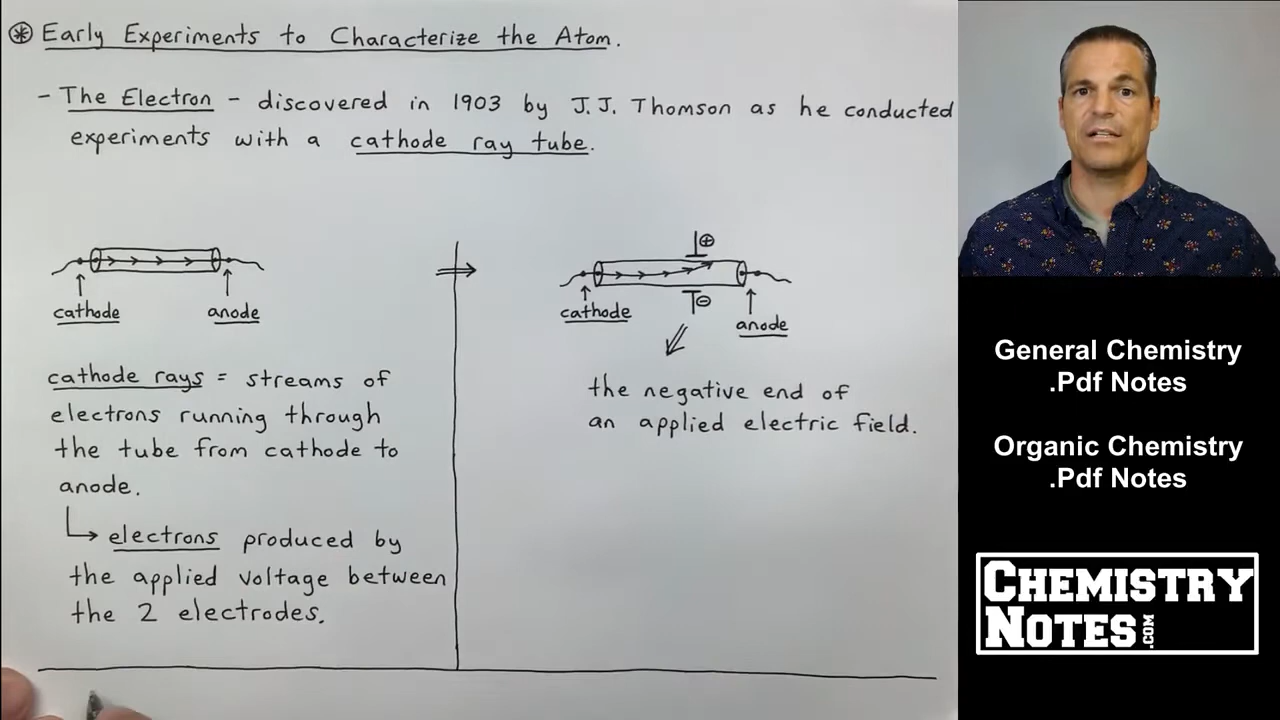 ⊛ Early Experiments to Characterize the Atom.
- The Electron - discovered in 1903 by J.J. Thomson as he conducted
experiments with a cathode ray tube.
cathode
anode
cathode rays = streams of
electrons running through
the tube from cathode to
anode.
↳ electrons produced by
the applied voltage between
the 2 electrodes.
⊕
⊖
cathode
anode
the negative end of
an applied electric field.
General Chemistry
.Pdf Notes
Organic Chemistry
.Pdf Notes
CHEMISTRY
NOTES.COM